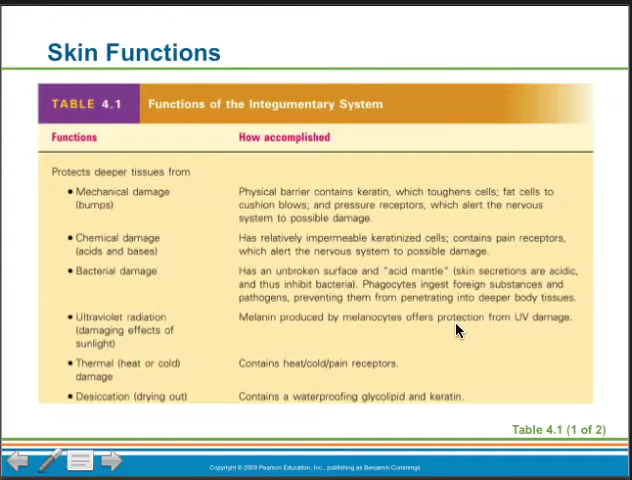 Skin Functions
TABLE 4.1 Functions of the Integumentary System
Functions How accomplished
Protects deeper tissues from
• Mechanical damage Physical barrier contains keratin, which toughens cells; fat cells to
(bumps) cushion blows; and pressure receptors, which alert the nervous
system to possible damage.
• Chemical damage Has relatively impermeable keratinized cells; contains pain receptors,
(acids and bases) which alert the nervous system to possible damage.
• Bacterial damage Has an unbroken surface and "acid mantle" (skin secretions are acidic,
and thus inhibit bacteria). Phagocytes ingest foreign substances and
pathogens, preventing them from penetrating into deeper body tissues.
• Ultraviolet radiation Melanin produced by melanocytes offers protection from UV damage.
(damaging effects of
sunlight)
• Thermal (heat or cold) Contains heat/cold/pain receptors.
damage
• Desiccation (drying out) Contains a waterproofing glycolipid and keratin.
Table 4.1 (1 of 2)
Copyright © 2009 Pearson Education, Inc., publishing as Benjamin Cummings